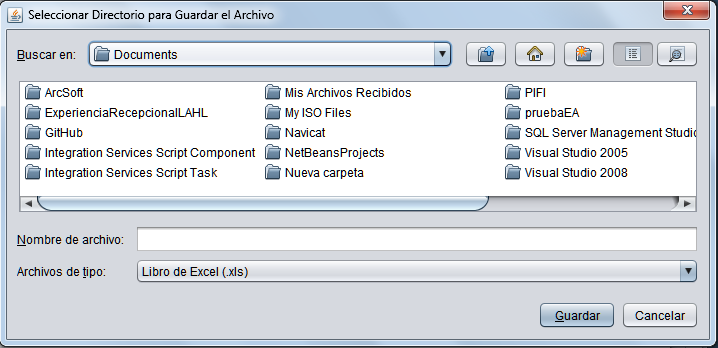 Seleccionar Directorio para Guardar el Archivo
Buscar en: Documents
ArcSoft Mis Archivos Recibidos PIFI
ExperienciaRecepcionalLAHL My ISO Files pruebaEA
GitHub Navicat SQL Server Management Studio
Integration Services Script Component NetBeansProjects Visual Studio 2005
Integration Services Script Task Nueva carpeta Visual Studio 2008
Nombre de archivo:
Archivos de tipo: Libro de Excel (.xls)
Guardar Cancelar